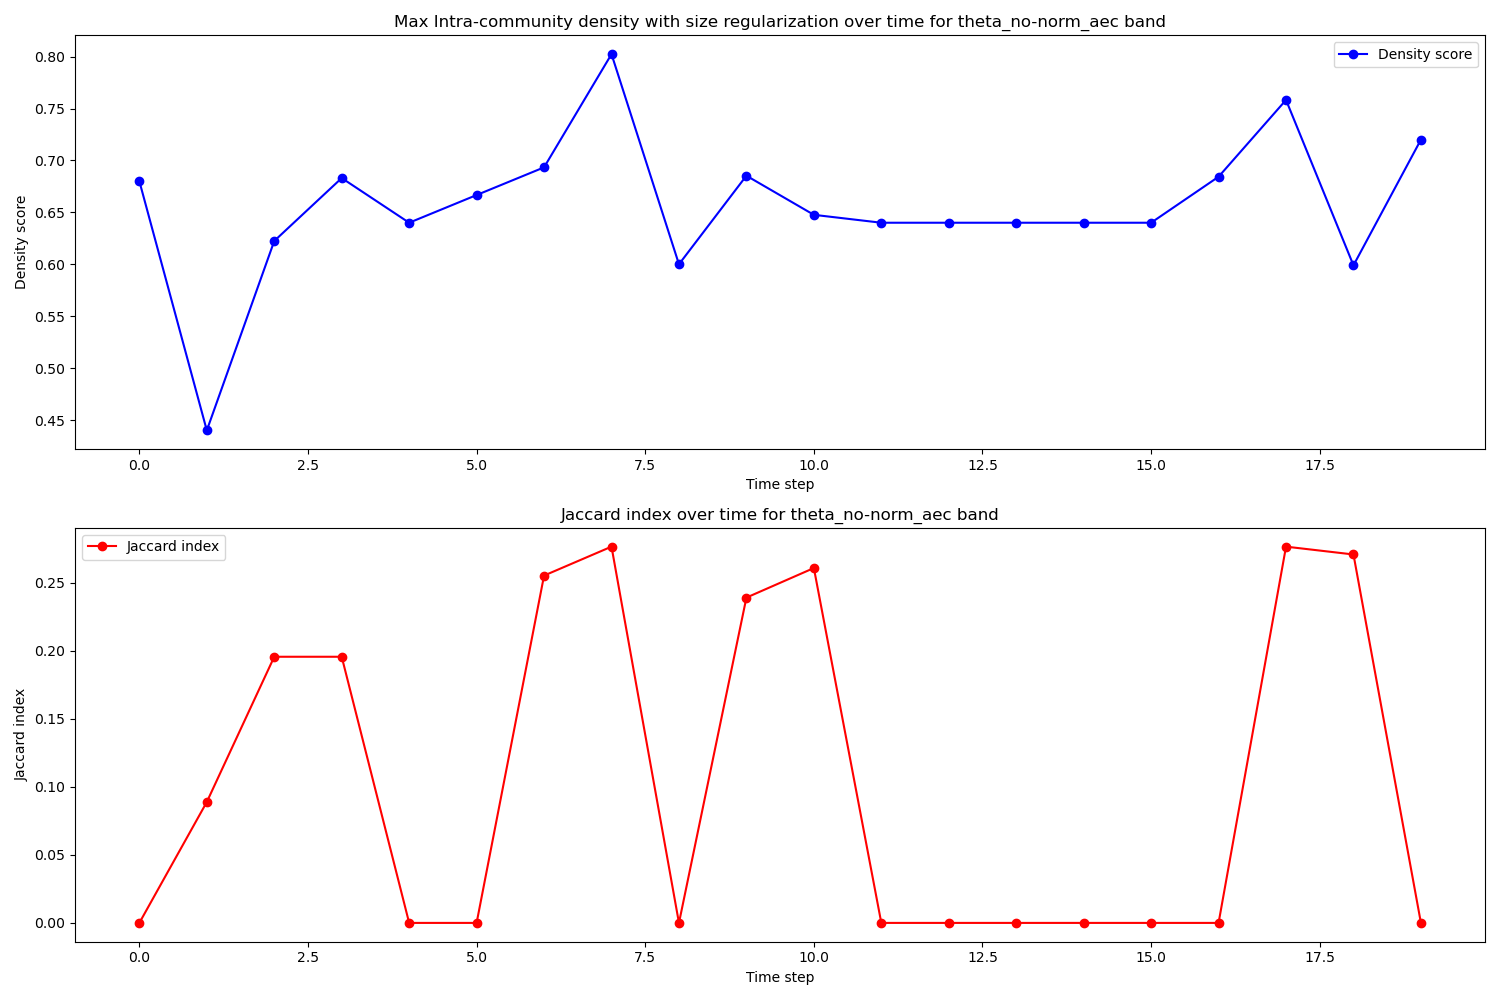 Max Intra-community density with size regularization over time for theta_no-norm_aec band
Density score
0.80
0.75
0.70
0.65
0.60
0.55
0.50
0.45
Density score
0.0 2.5 5.0 7.5 10.0 12.5 15.0 17.5
Time step
Jaccard index over time for theta_no-norm_aec band
Jaccard index
0.25
0.20
0.15
0.10
0.05
0.00
Jaccard index
0.0 2.5 5.0 7.5 10.0 12.5 15.0 17.5
Time step